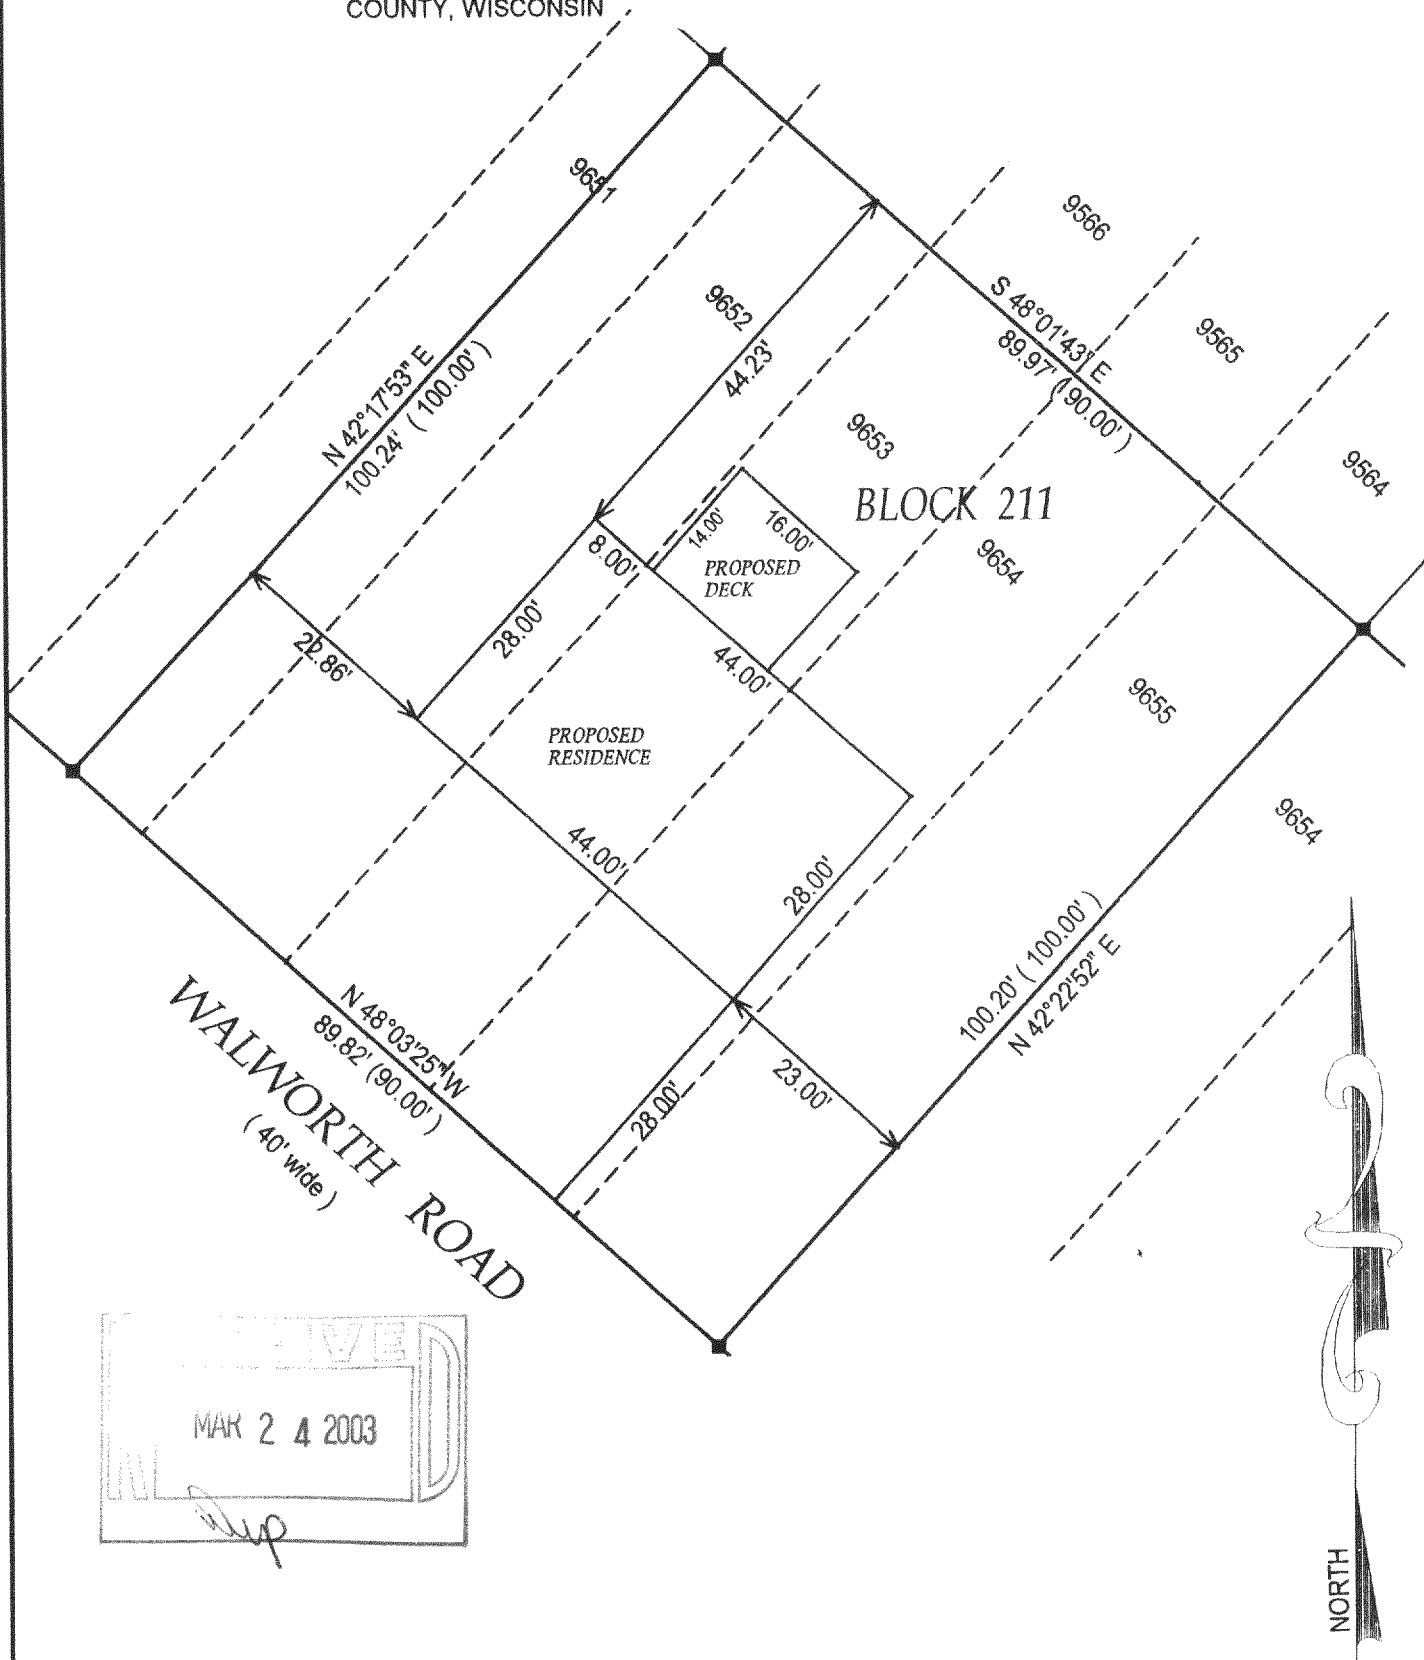 COUNTY, WISCONSIN
9651
9566
9652
S 48°01'43" E
89.97' (90.00')
9565
44.23'
N 42°17'53" E
100.24' (100.00')
9653
9564
BLOCK 211
14.00'
16.00'
8.00'
PROPOSED
DECK
9654
28.00'
22.86'
44.00'
9655
PROPOSED
RESIDENCE
9654
44.00'
28.00'
100.20' (100.00')
N 42°22'52" E
N 48°03'25" W
89.82' (90.00')
WALWORTH ROAD
(40' wide)
28.00'
23.00'
MAR 24 2003
NORTH